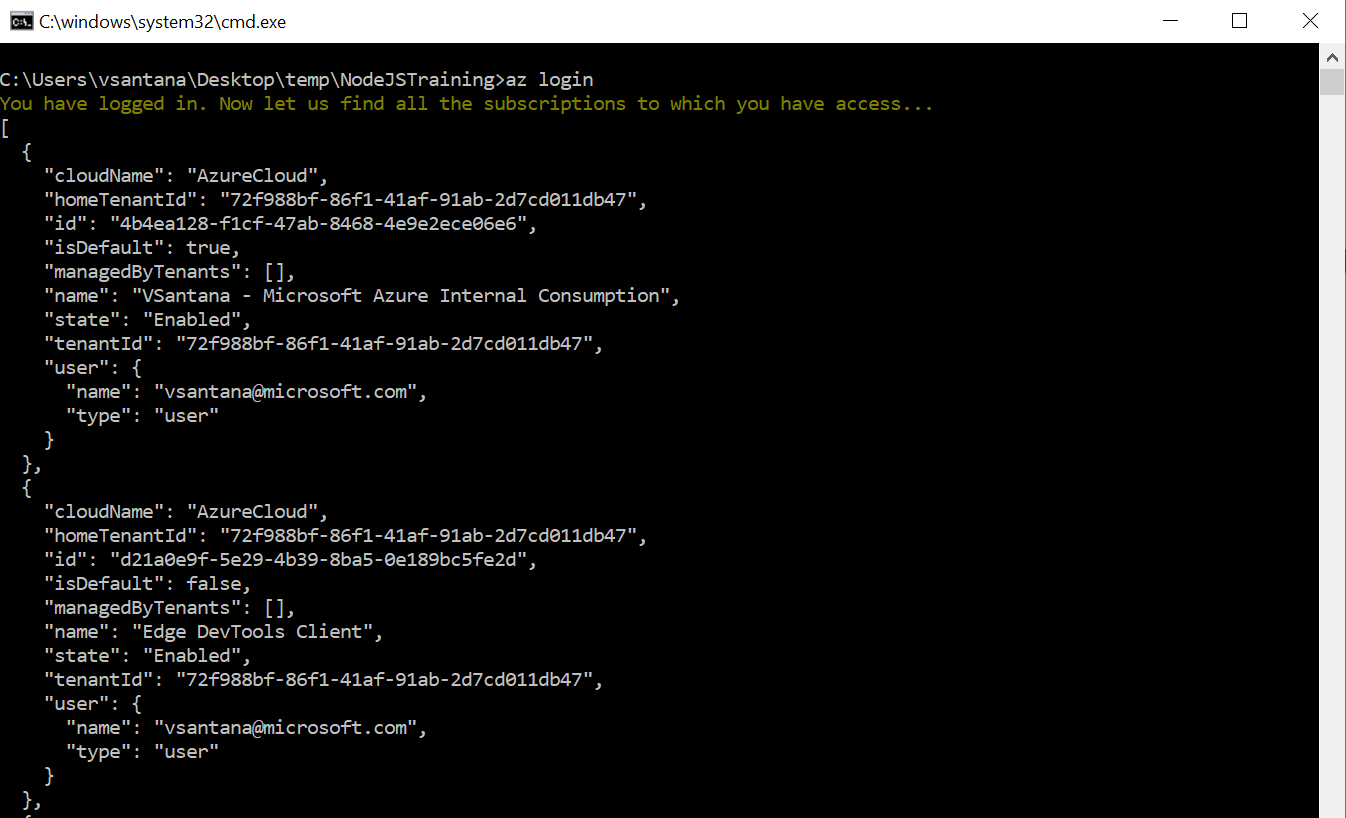 C:\windows\system32\cmd.exe
C:\Users\vsantana\Desktop\temp\NodeJSTraining>az login
You have logged in. Now let us find all the subscriptions to which you have access...
[
  {
    "cloudName": "AzureCloud",
    "homeTenantId": "72f988bf-86f1-41af-91ab-2d7cd011db47",
    "id": "4b4ea128-f1cf-47ab-8468-4e9e2ece06e6",
    "isDefault": true,
    "managedByTenants": [],
    "name": "VSantana - Microsoft Azure Internal Consumption",
    "state": "Enabled",
    "tenantId": "72f988bf-86f1-41af-91ab-2d7cd011db47",
    "user": {
      "name": "vsantana@microsoft.com",
      "type": "user"
    }
  },
  {
    "cloudName": "AzureCloud",
    "homeTenantId": "72f988bf-86f1-41af-91ab-2d7cd011db47",
    "id": "d21a0e9f-5e29-4b39-8ba5-0e189bc5fe2d",
    "isDefault": false,
    "managedByTenants": [],
    "name": "Edge DevTools Client",
    "state": "Enabled",
    "tenantId": "72f988bf-86f1-41af-91ab-2d7cd011db47",
    "user": {
      "name": "vsantana@microsoft.com",
      "type": "user"
    }
  },